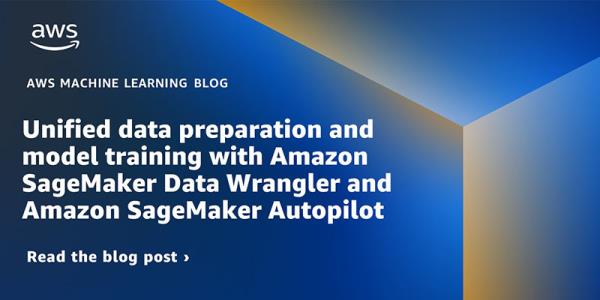 aws
AWS MACHINE LEARNING BLOG
Unified data preparation and
model training with Amazon
SageMaker Data Wrangler and
Amazon SageMaker Autopilot
Read the blog post ›